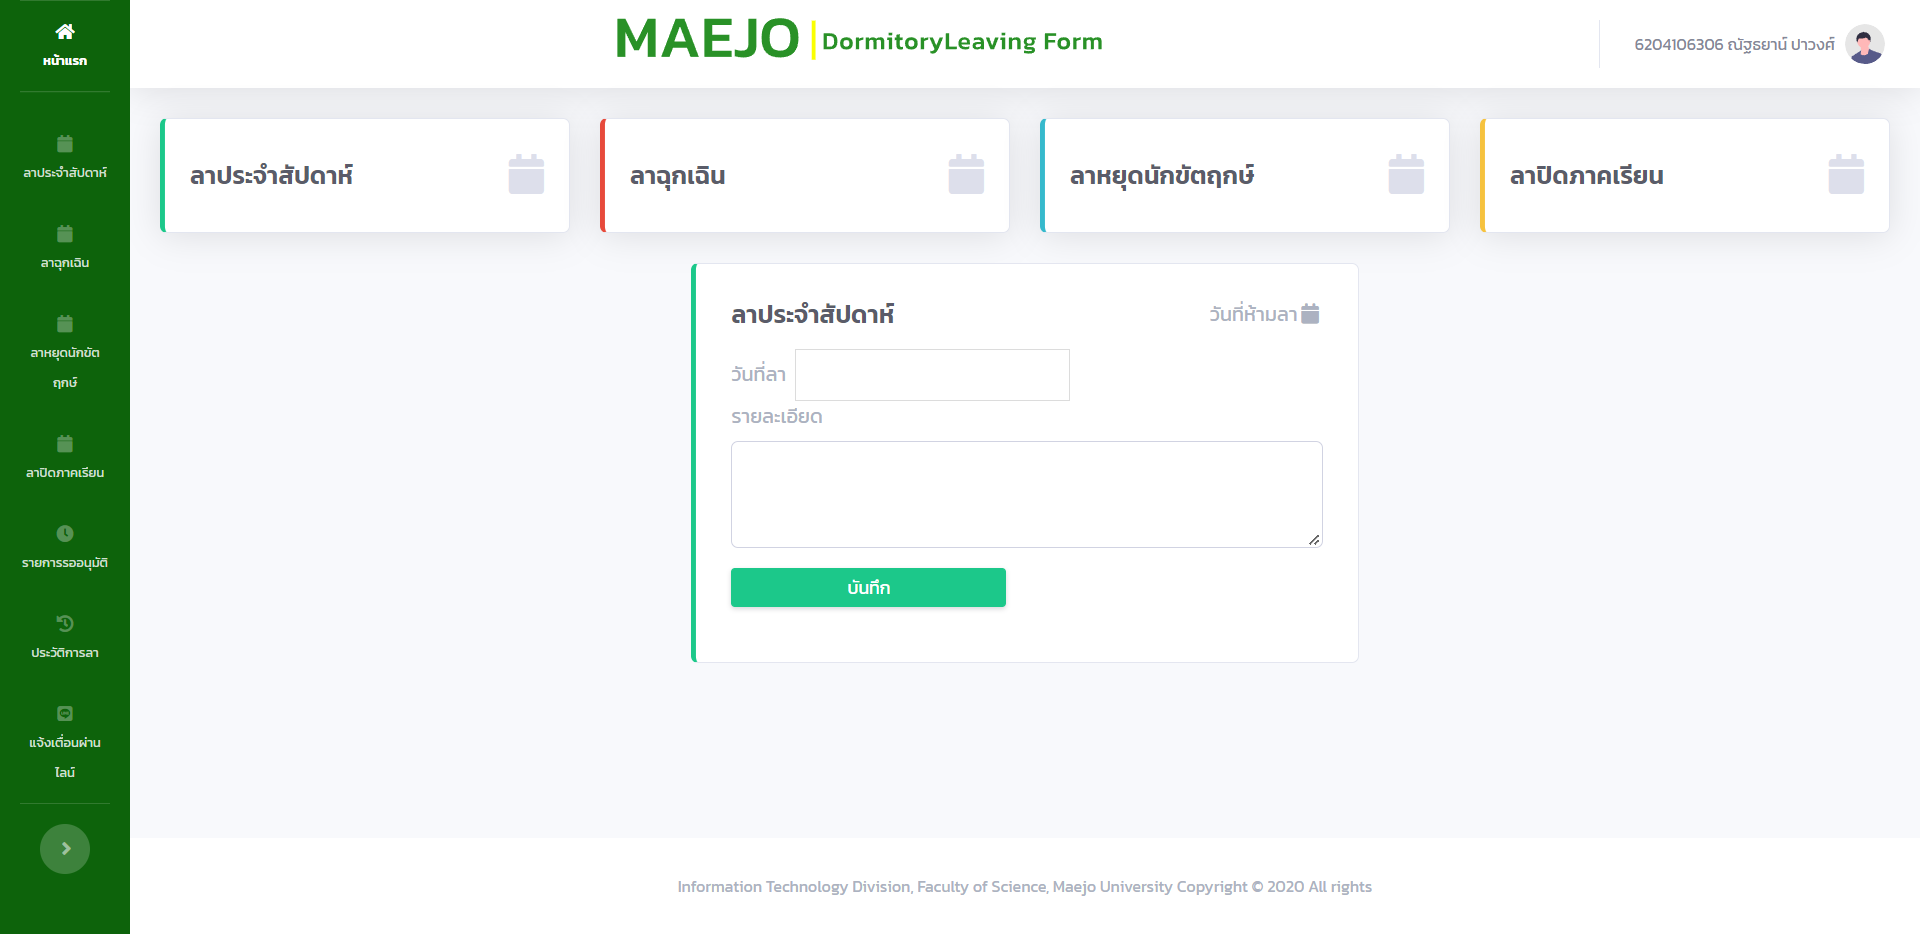 หน้าแรก
ลาประจำสัปดาห์
ลาฉุกเฉิน
ลาหยุดนักขัต
ฤกษ์
ลาปิดภาคเรียน
รายการรออนุมัติ
ประวัติการลา
แจ้งเตื่อนผ่าน
ไลน์
MAEJO DormitoryLeaving Form
6204106306 ณัฐธยาน์ ปาวงศ์
ลาประจำสัปดาห์
ลาฉุกเฉิน
ลาหยุดนักขัตฤกษ์
ลาปิดภาคเรียน
ลาประจำสัปดาห์
วันที่ห้ามลา
วันที่ลา
รายละเอียด
บันทึก
Information Technology Division, Faculty of Science, Maejo University Copyright © 2020 All rights